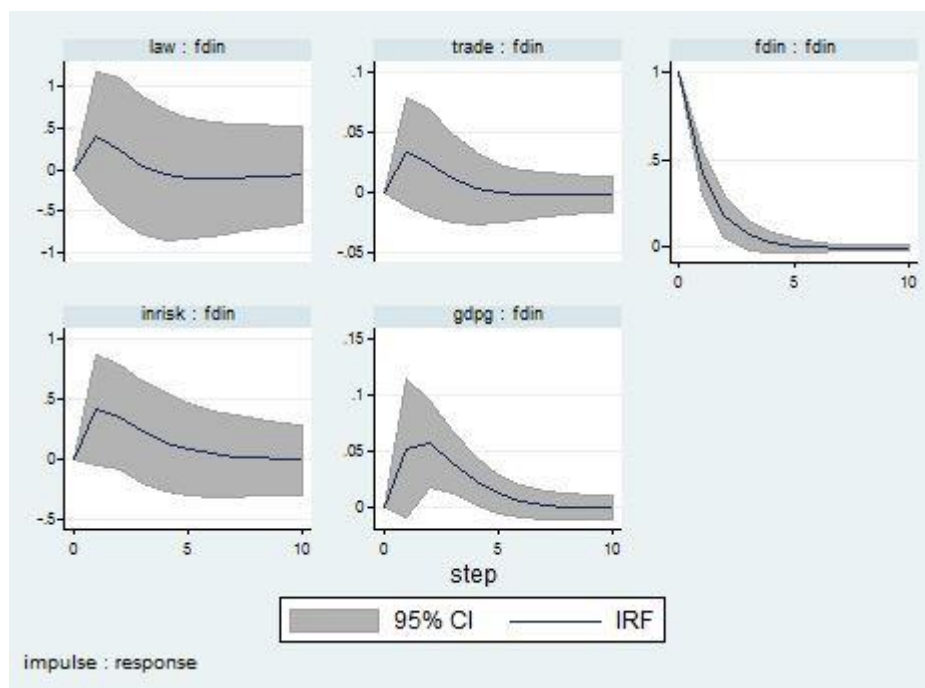 law : fdin
trade : fdin
fdin : fdin
1
.5
0
-.5
-1
.1
.05
0
-.05
1
.5
0
0 5 10
inrisk : fdin
gdpg : fdin
1
.5
0
-.5
0 5 10
.15
.1
.05
0
0 5 10
step
95% CI IRF
impulse : response